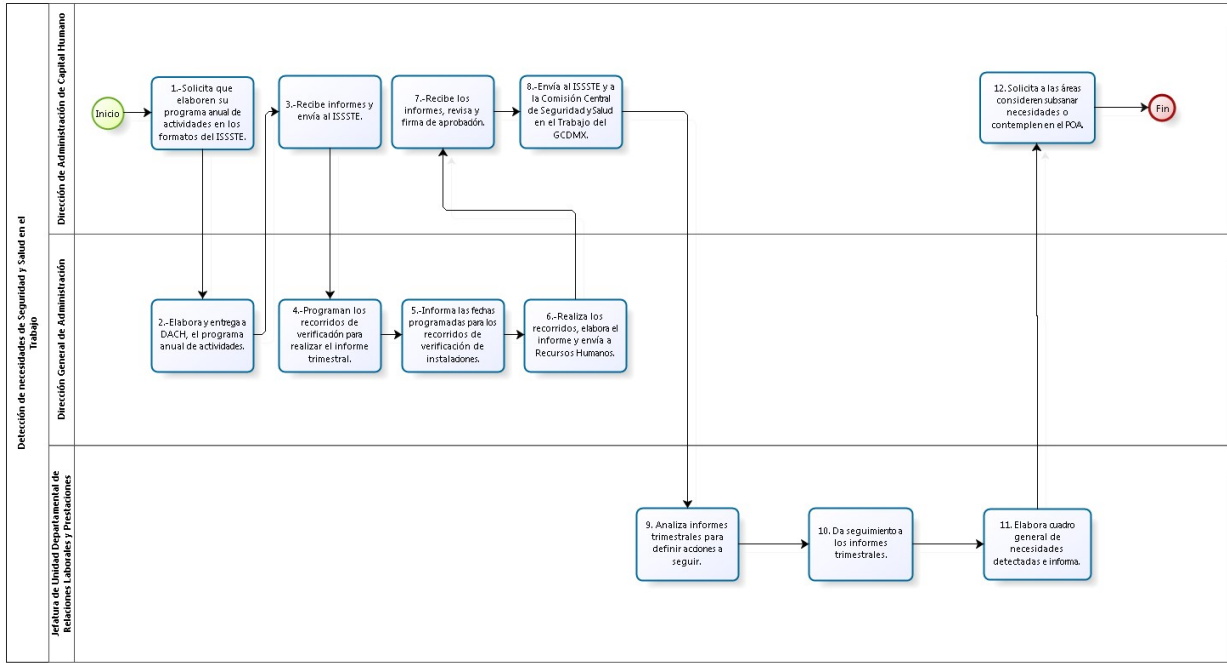 Detección de necesidades de Seguridad y Salud en el
Trabajo
Dirección de Administración de Capital Humano
Inicio
1.-Solicita que
elaboren su
programa anual de
actividades en los
formatos del ISSSTE.
3.-Recibe informes y
envía al ISSSTE.
7.-Recibe los
informes, revisa y
firma de aprobación.
8.-Envía al ISSSTE y a
la Comisión Central
de Seguridad y Salud
en el Trabajo del
GCDMX.
12. Solicita a las áreas
consideren subsanar
necesidades o
contemplen en el POA.
Fin
Dirección General de Administración
2.-Elabora y entrega a
DACH, el programa
anual de actividades.
4.-Programan los
recorridos de
verificación para
realizar el informe
trimestral.
5.-Informa las fechas
programadas para los
recorridos de
verificación de
instalaciones.
6.-Realiza los
recorridos, elabora el
informe y envía a
Recursos Humanos.
Jefatura de Unidad Departamental de
Relaciones Laborales y Prestaciones
9. Analiza informes
trimestrales para
definir acciones a
seguir.
10. Da seguimiento a
los informes
trimestrales.
11. Elabora cuadro
general de
necesidades
detectadas e informa.